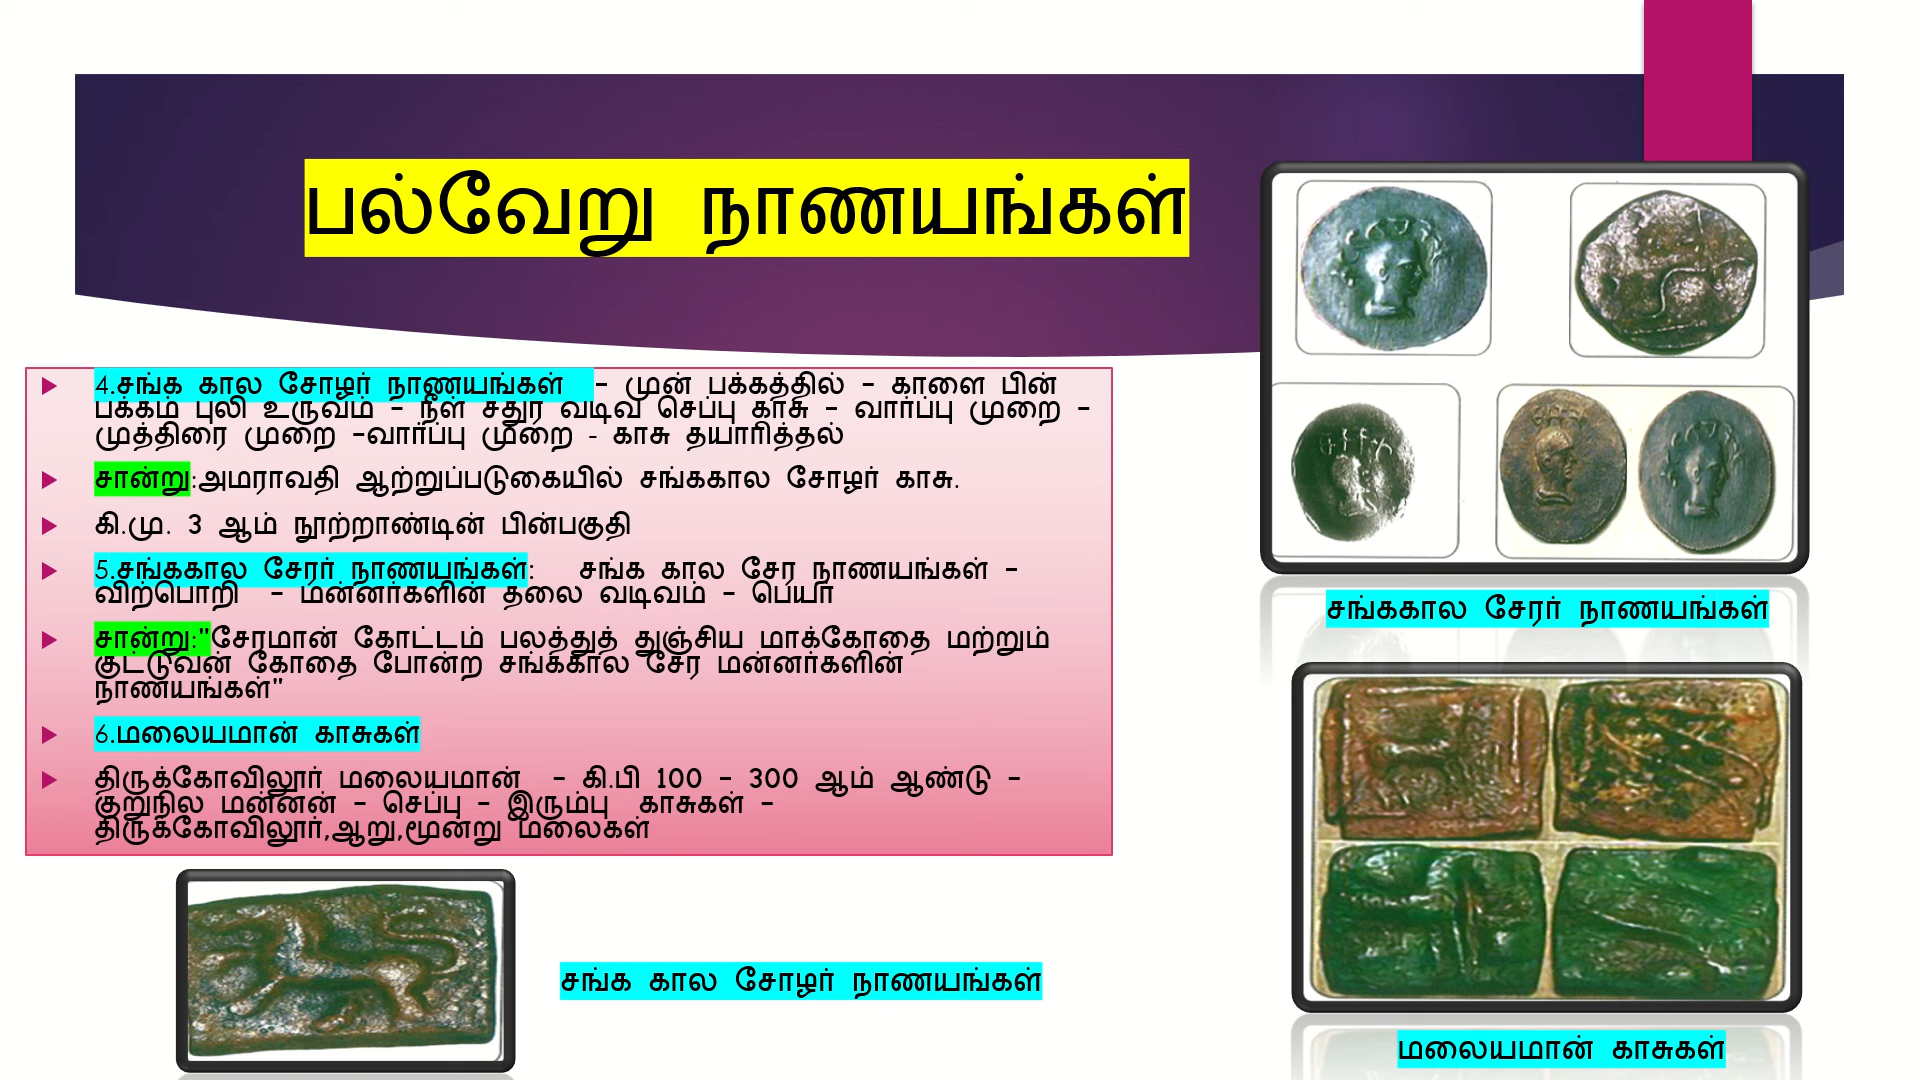 பல்வேறு நாணயங்கள்
4.சங்க கால சோழர் நாணயங்கள் – முன் பக்கத்தில் – காளை பின்
பக்கம் புலி உருவம் – நீள் சதுர வடிவ செப்பு காசு – வார்ப்பு முறை –
முத்திரை முறை –வார்ப்பு முறை - காசு தயாரித்தல்
சான்று:அமராவதி ஆற்றுப்படுகையில் சங்ககால சோழர் காசு.
கி.மு. 3 ஆம் நூற்றாண்டின் பின்பகுதி
5.சங்ககால சேரர் நாணயங்கள்: சங்க கால சேர நாணயங்கள் –
விற்பொறி – மன்னர்களின் தலை வடிவம் – பெயர்
சான்று:"சேரமான் கோட்டம் பலத்துத் துஞ்சிய மாக்கோதை மற்றும்
குட்டுவன் கோதை போன்ற சங்ககால சேர மன்னர்களின்
நாணயங்கள்"
6.மலையமான் காசுகள்
திருக்கோவிலூர் மலையமான் – கி.பி 100 – 300 ஆம் ஆண்டு –
குறுநில மன்னன் – செப்பு – இரும்பு காசுகள் –
திருக்கோவிலூர்,ஆறு,மூன்று மலைகள்
சங்ககால சேரர் நாணயங்கள்
சங்க கால சோழர் நாணயங்கள்
மலையமான் காசுகள்